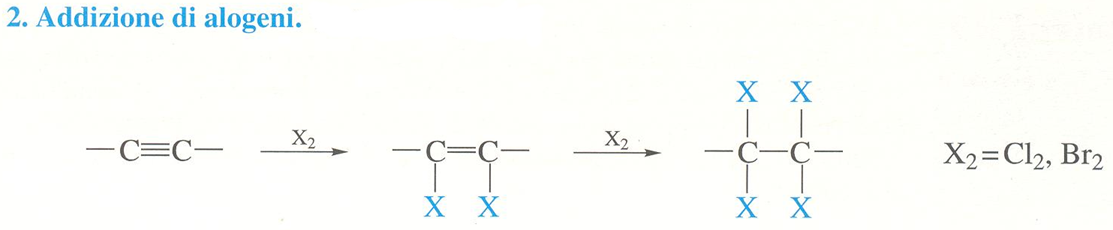 2. Addizione di alogeni.
X X
—C≡C— X₂ —C=C— X₂ —C—C— X₂=Cl₂, Br₂
X X X X